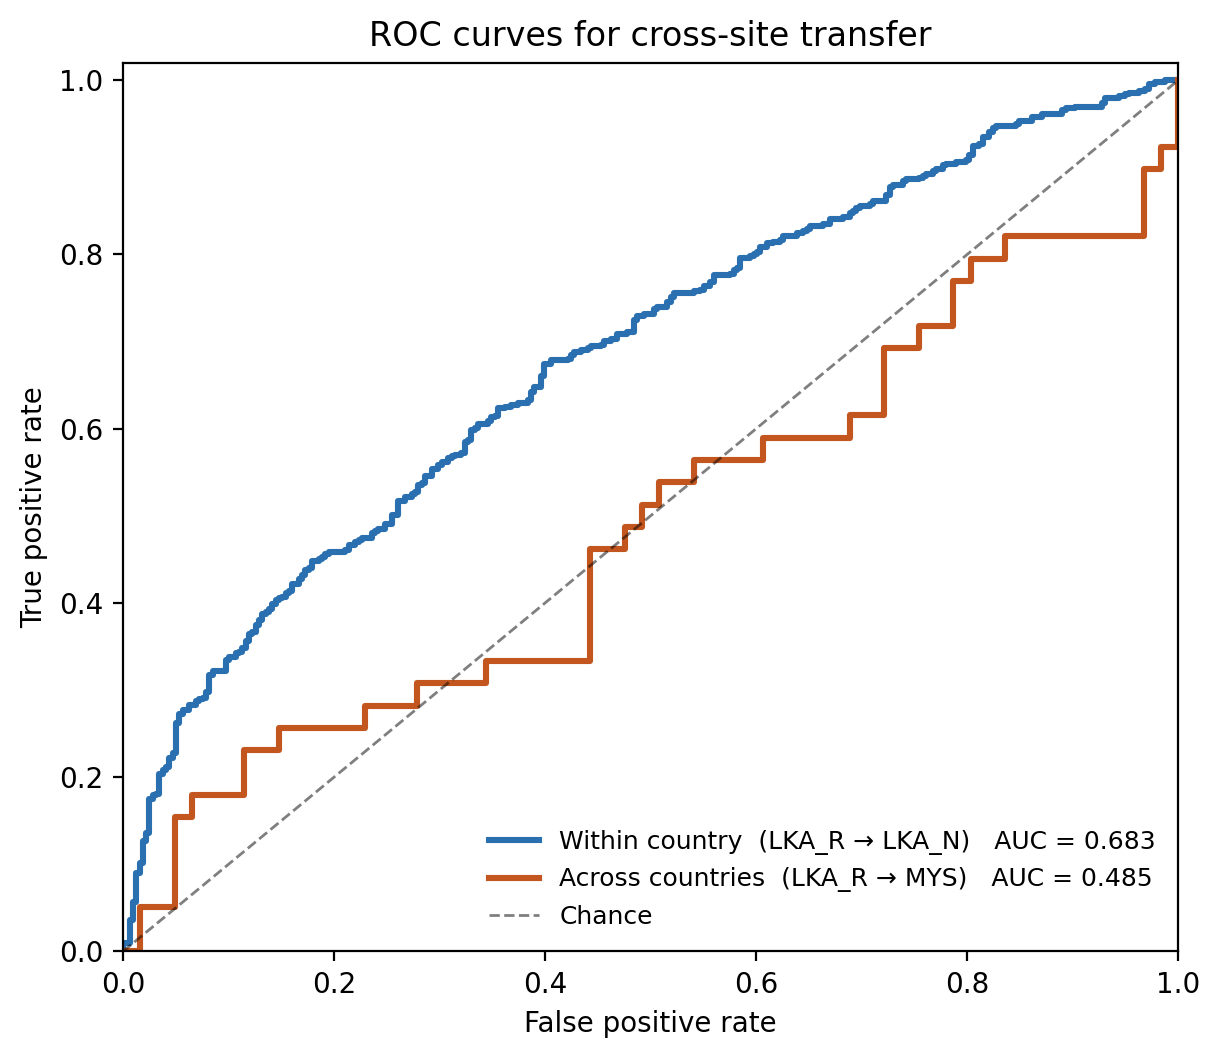 ROC curves for cross-site transfer
1.0
0.8
0.6
0.4
0.2
0.0
True positive rate
Within country (LKA_R → LKA_N) AUC = 0.683
Across countries (LKA_R → MYS) AUC = 0.485
Chance
0.0 0.2 0.4 0.6 0.8 1.0
False positive rate